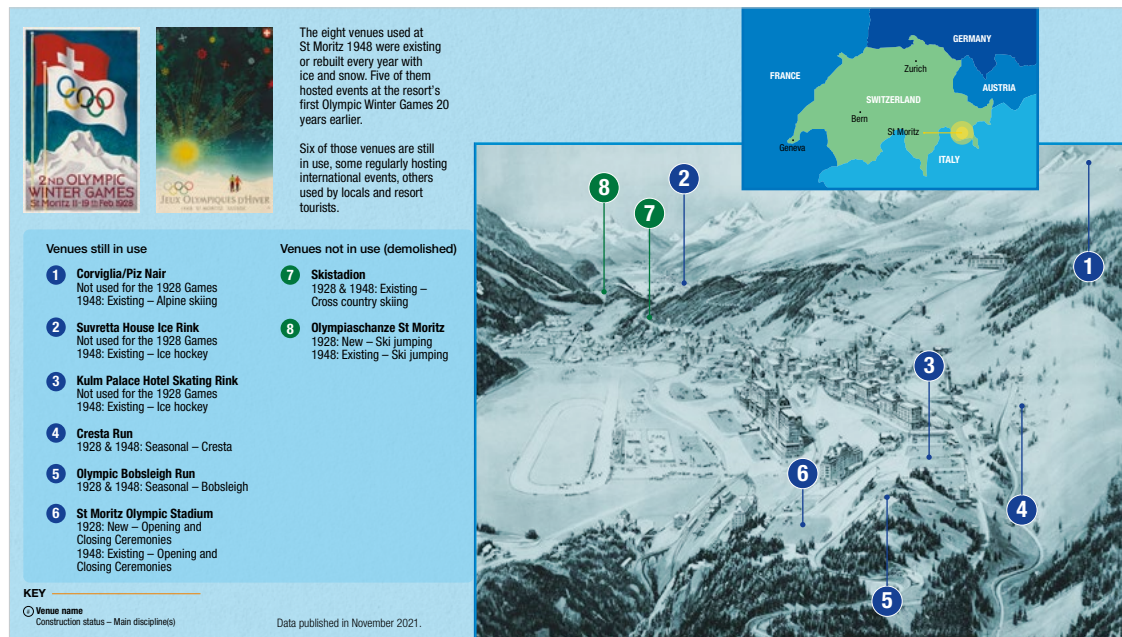 2ND OLYMPIC
WINTER GAMES
St Moritz 11-19th Feb 1928
JEUX OLYMPIQUES D'HIVER
The eight venues used at
St Moritz 1948 were existing
or rebuilt every year with
ice and snow. Five of them
hosted events at the resort's
first Olympic Winter Games 20
years earlier.
Six of those venues are still
in use, some regularly hosting
international events, others
used by locals and resort
tourists.
GERMANY
FRANCE
Zurich
AUSTRIA
SWITZERLAND
Bern
St Moritz
Geneva
ITALY
Venues still in use
1 Corviglia/Piz Nair
Not used for the 1928 Games
1948: Existing – Alpine skiing
2 Suvretta House Ice Rink
Not used for the 1928 Games
1948: Existing – Ice hockey
3 Kulm Palace Hotel Skating Rink
Not used for the 1928 Games
1948: Existing – Ice hockey
4 Cresta Run
1928 & 1948: Seasonal – Cresta
5 Olympic Bobsleigh Run
1928 & 1948: Seasonal – Bobsleigh
6 St Moritz Olympic Stadium
1928: New – Opening and
Closing Ceremonies
1948: Existing – Opening and
Closing Ceremonies
Venues not in use (demolished)
7 Skistadion
1928 & 1948: Existing –
Cross country skiing
8 Olympiaschanze St Moritz
1928: New – Ski jumping
1948: Existing – Ski jumping
8
2
7
1
3
6
4
5
KEY
# Venue name
Construction status – Main discipline(s)
Data published in November 2021.